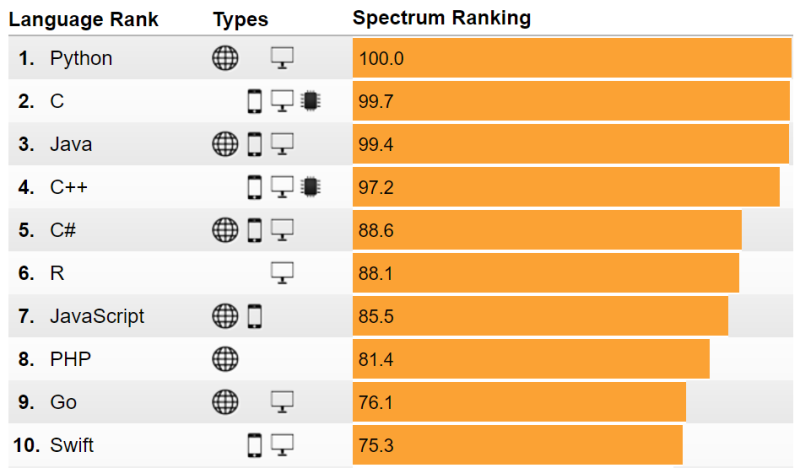 Language Rank Types Spectrum Ranking
1. Python 100.0
2. C 99.7
3. Java 99.4
4. C++ 97.2
5. C# 88.6
6. R 88.1
7. JavaScript 85.5
8. PHP 81.4
9. Go 76.1
10. Swift 75.3